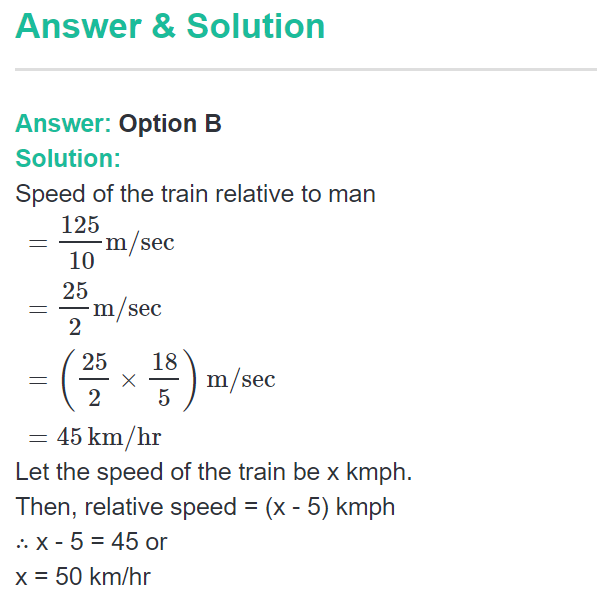 Answer & Solution
Answer: Option B
Solution:
Speed of the train relative to man
= 125/10 m/sec
= 25/2 m/sec
= (25/2 × 18/5) m/sec
= 45 km/hr
Let the speed of the train be x kmph.
Then, relative speed = (x - 5) kmph
∴ x - 5 = 45 or
x = 50 km/hr